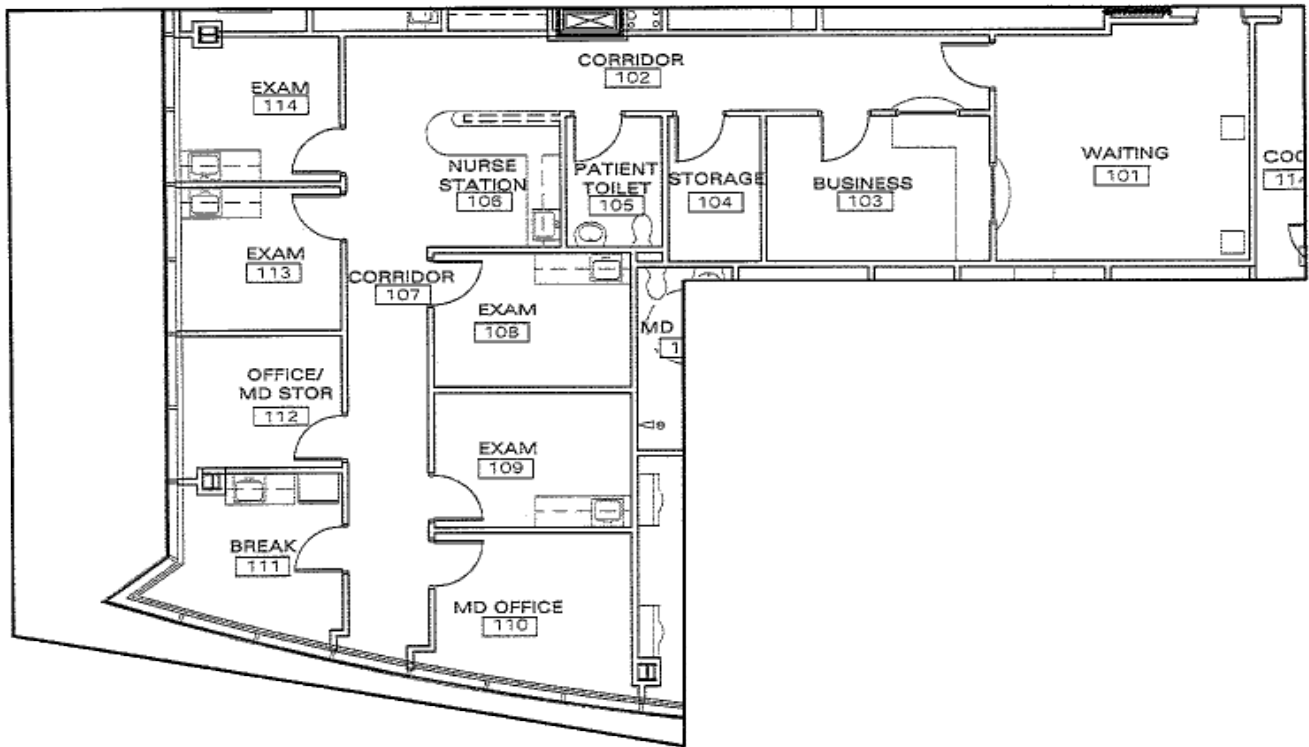 CORRIDOR
102
EXAM
114
WAITING
101
NURSE
STATION
106
PATIENT
TOILET
105
STORAGE
104
BUSINESS
103
EXAM
113
CORRIDOR
107
EXAM
108
MD
OFFICE/
MD STOR
112
EXAM
109
BREAK
111
MD OFFICE
110